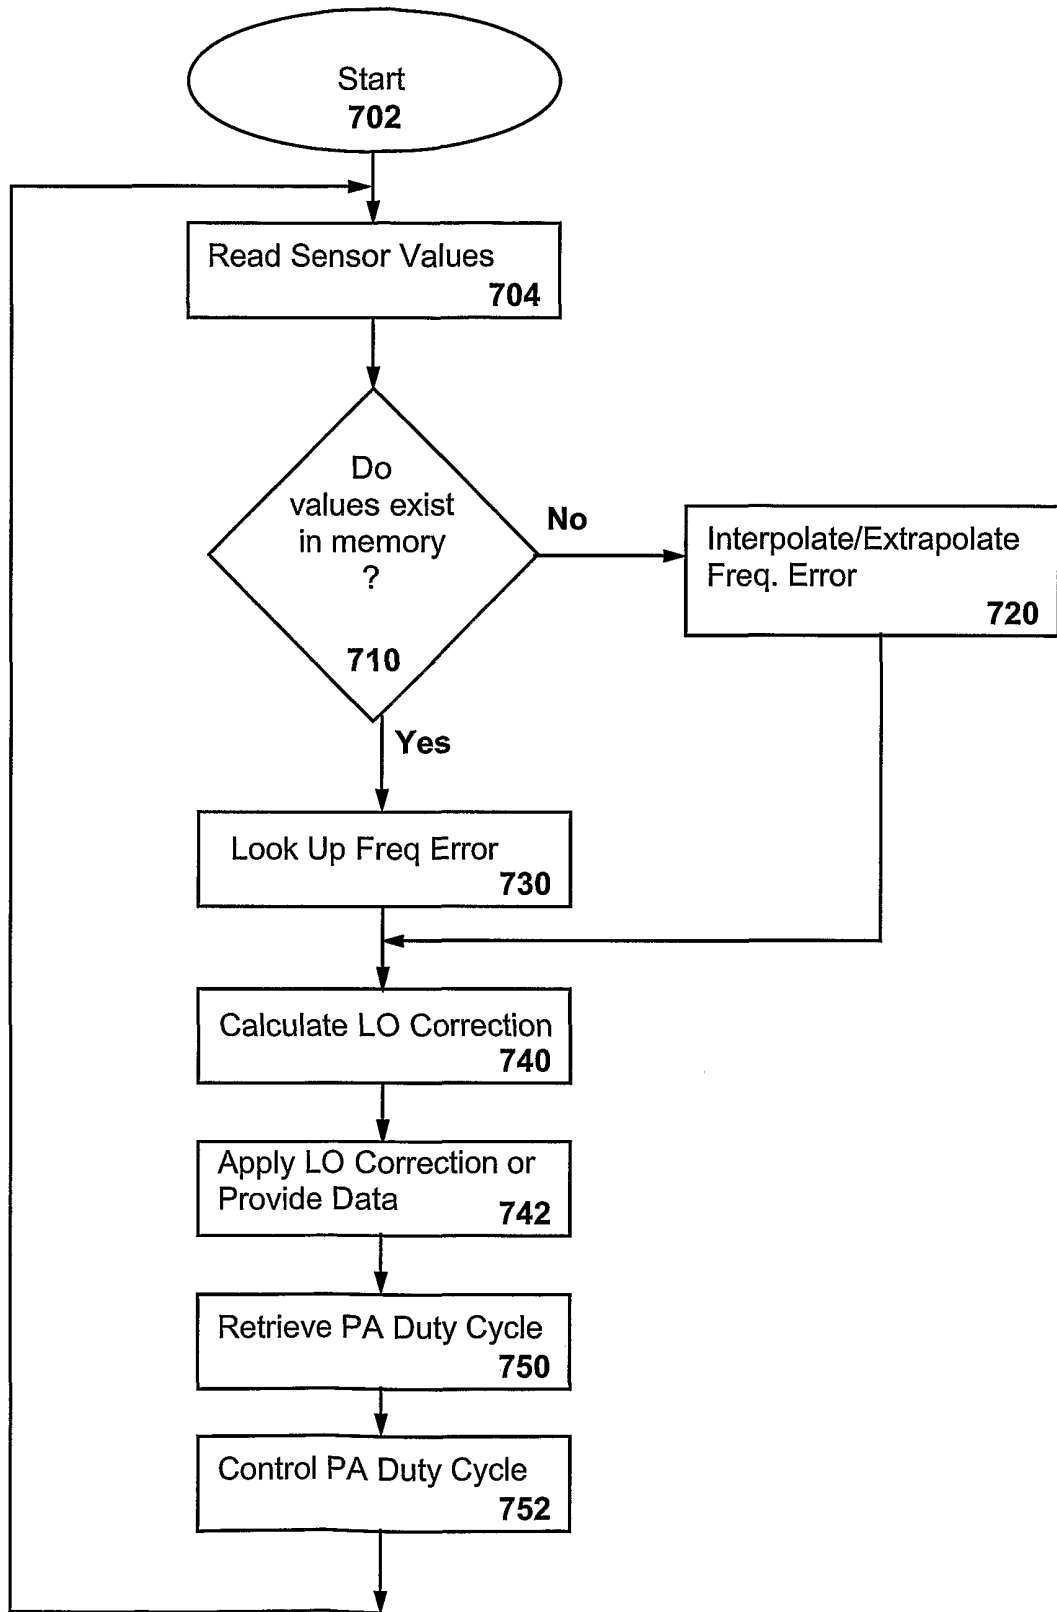 Start
702
Read Sensor Values
704
Do
values exist
in memory
?
710
No
Interpolate/Extrapolate
Freq. Error
720
Yes
Look Up Freq Error
730
Calculate LO Correction
740
Apply LO Correction or
Provide Data
742
Retrieve PA Duty Cycle
750
Control PA Duty Cycle
752